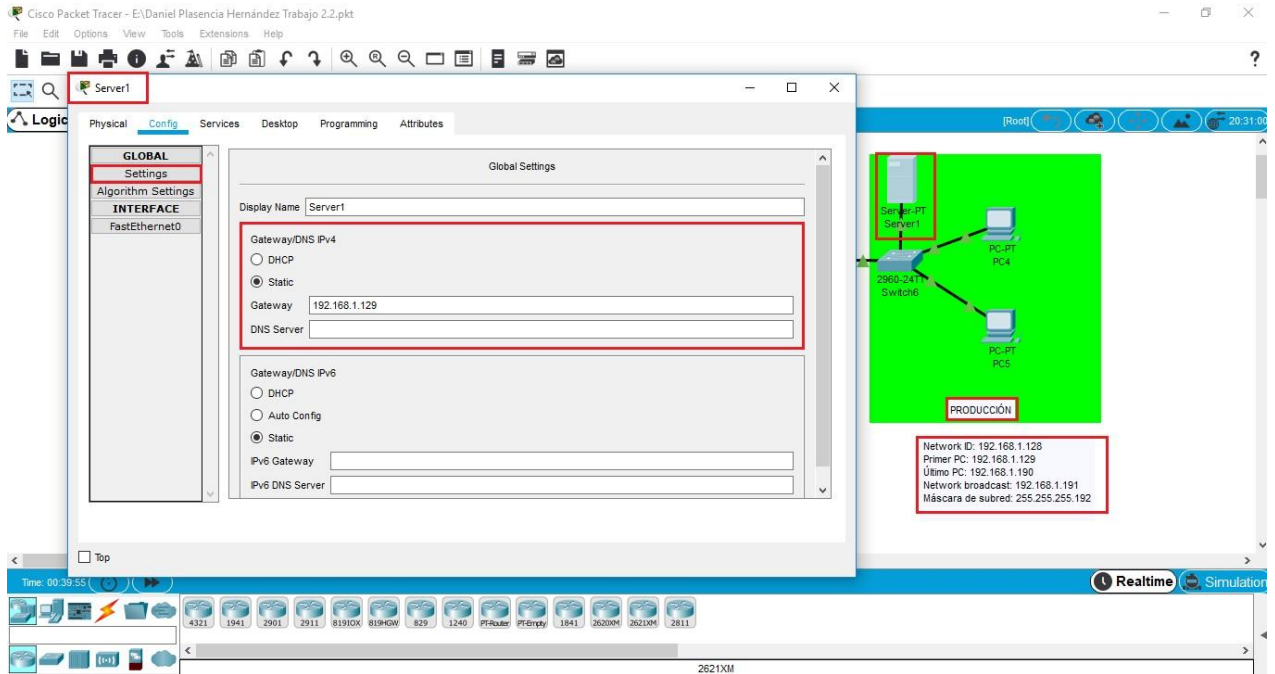 Cisco Packet Tracer - E:\Daniel Plasencia Hernández Trabajo 2.2.pkt
File Edit Options View Tools Extensions Help
?
Server1
Logic
[Root]
20:31:00
Physical Config Services Desktop Programming Attributes
GLOBAL
Settings
Algorithm Settings
INTERFACE
FastEthernet0
Global Settings
Display Name Server1
Gateway/DNS IPv4
DHCP
Static
Gateway 192.168.1.129
DNS Server
Gateway/DNS IPv6
DHCP
Auto Config
Static
IPv6 Gateway
IPv6 DNS Server
Top
Server-PT
Server1
PC-PT
PC4
Switch6
PC-PT
PC5
PRODUCCIÓN
Network ID: 192.168.1.128
Primer PC: 192.168.1.129
Último PC: 192.168.1.190
Network broadcast: 192.168.1.191
Máscara de subred: 255.255.255.192
Time: 00:39:55
Realtime
Simulation
4321 1941 2901 2911 819IOX 819HGW 829 1240 PT-Router PT-Empty 1841 2620XM 2621XM 2811
2621XM